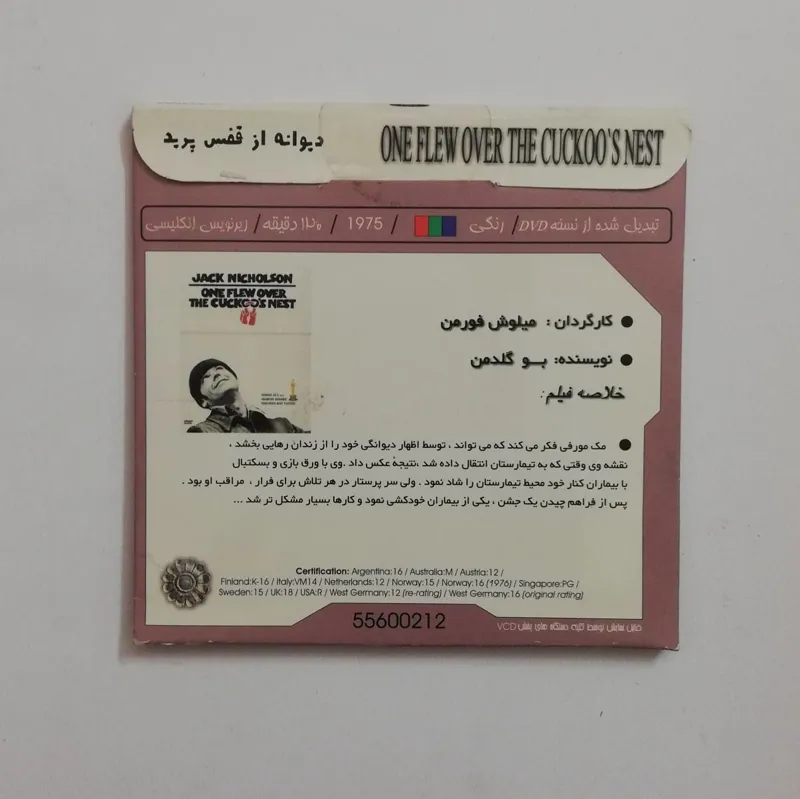 دیوانه از قفس پرید
ONE FLEW OVER THE CUCKOO`S NEST
تبدیل شده از نسخه DVD / رنگی / 1975 / ۱۲۰ دقیقه / زیرنویس انگلیسی
JACK NICHOLSON
ONE FLEW OVER
THE CUCKOO'S NEST
● کارگردان : میلوش فورمن
● نویسنده: بــو گلدمن
خلاصه فیلم:
● مک مورفی فکر می کند که می تواند ، توسط اظهار دیوانگی خود را از زندان رهایی بخشد ،
نقشه وی وقتی که به تیمارستان انتقال داده شد ،نتیجهٔ عکس داد .وی با ورق بازی و بسکتبال
با بیماران کنار خود محیط تیمارستان را شاد نمود . ولی سر پرستار در هر تلاش برای فرار ، مراقب او بود .
پس از فراهم چیدن یک جشن ، یکی از بیماران خودکشی نمود و کارها بسیار مشکل تر شد ...
Certification: Argentina:16 / Australia:M / Austria:12 /
Finland:K-16 / Italy:VM14 / Netherlands:12 / Norway:15 / Norway:16 (1976) / Singapore:PG /
Sweden:15 / UK:18 / USA:R / West Germany:12 (re-rating) / West Germany:16 (original rating)
55600212
قابل نمایش توسط کلیه دستگاه های پخش VCD